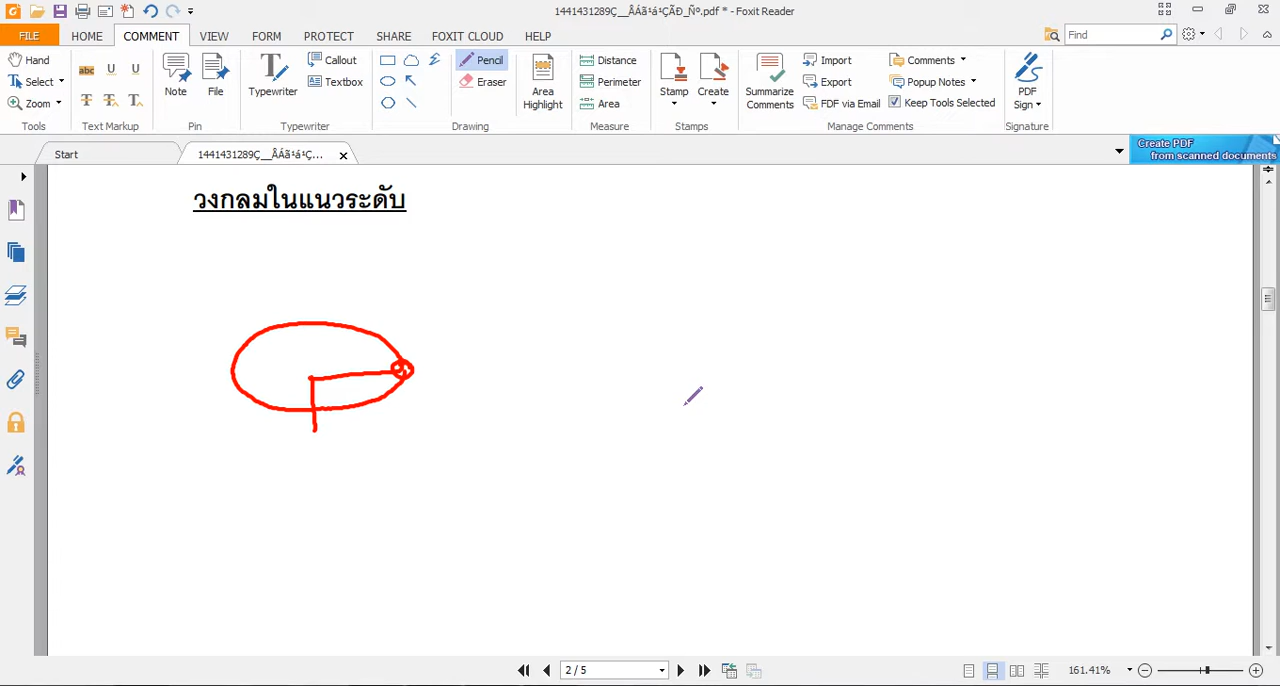 1441431289Ç__ÂÁã¹á¹ÇÃÐ_Ñº.pdf * - Foxit Reader
FILE HOME COMMENT VIEW FORM PROTECT SHARE FOXIT CLOUD HELP Find
Hand
Select
Zoom
Tools
abc U U
T T T
Text Markup
Note File
Pin
Typewriter
Callout
Textbox
Typewriter
Pencil
Eraser
Drawing
Area Highlight
Distance
Perimeter
Area
Measure
Stamp Create
Stamps
Summarize Comments
Import
Export
FDF via Email
Comments
Popup Notes
Keep Tools Selected
Manage Comments
PDF Sign
Signature
Start
1441431289Ç__ÂÁã¹á¹Ç...
Create PDF
from scanned documents
วงกลมในแนวระดับ
2 / 5
161.41%